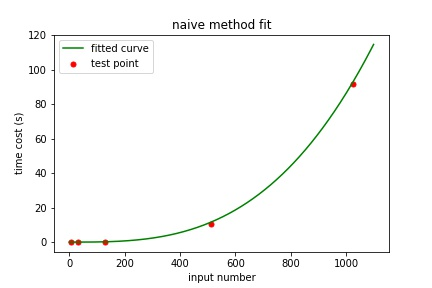 naive method fit
fitted curve
test point
120
100
80
60
40
20
0
time cost (s)
0
200
400
600
800
1000
input number